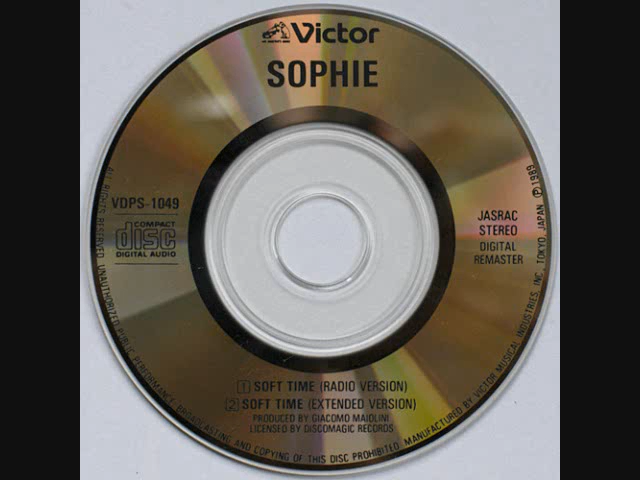 Victor
SOPHIE
VDPS-1049
COMPACT
disc
DIGITAL AUDIO
JASRAC
STEREO
DIGITAL
REMASTER
1 SOFT TIME (RADIO VERSION)
2 SOFT TIME (EXTENDED VERSION)
PRODUCED BY GIACOMO MAIOLINI
LICENSED BY DISCOMAGIC RECORDS
ALL RIGHTS RESERVED. UNAUTHORIZED PUBLIC PERFORMANCE, BROADCASTING AND COPYING OF THIS DISC PROHIBITED. MANUFACTURED BY VICTOR MUSICAL INDUSTRIES, INC. TOKYO, JAPAN ℗1989